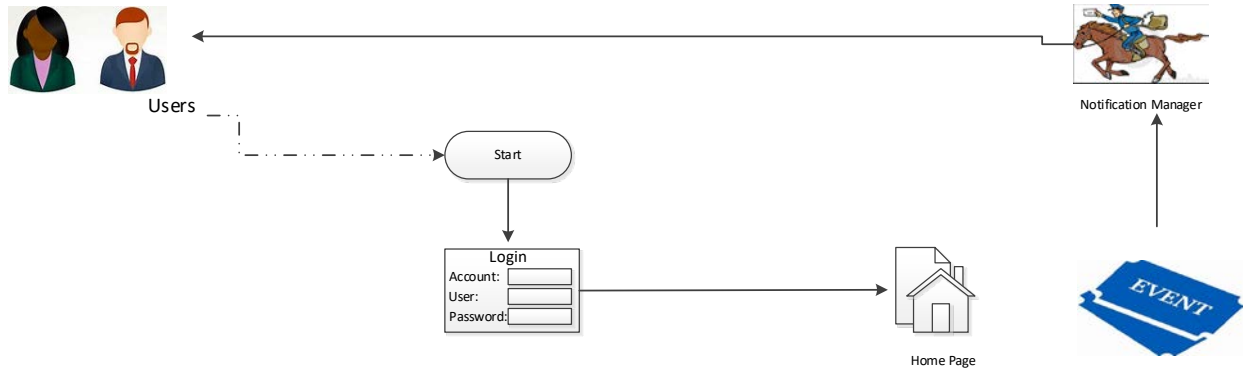 Users
Notification Manager
Start
Login
Account:
User:
Password:
EVENT
Home Page